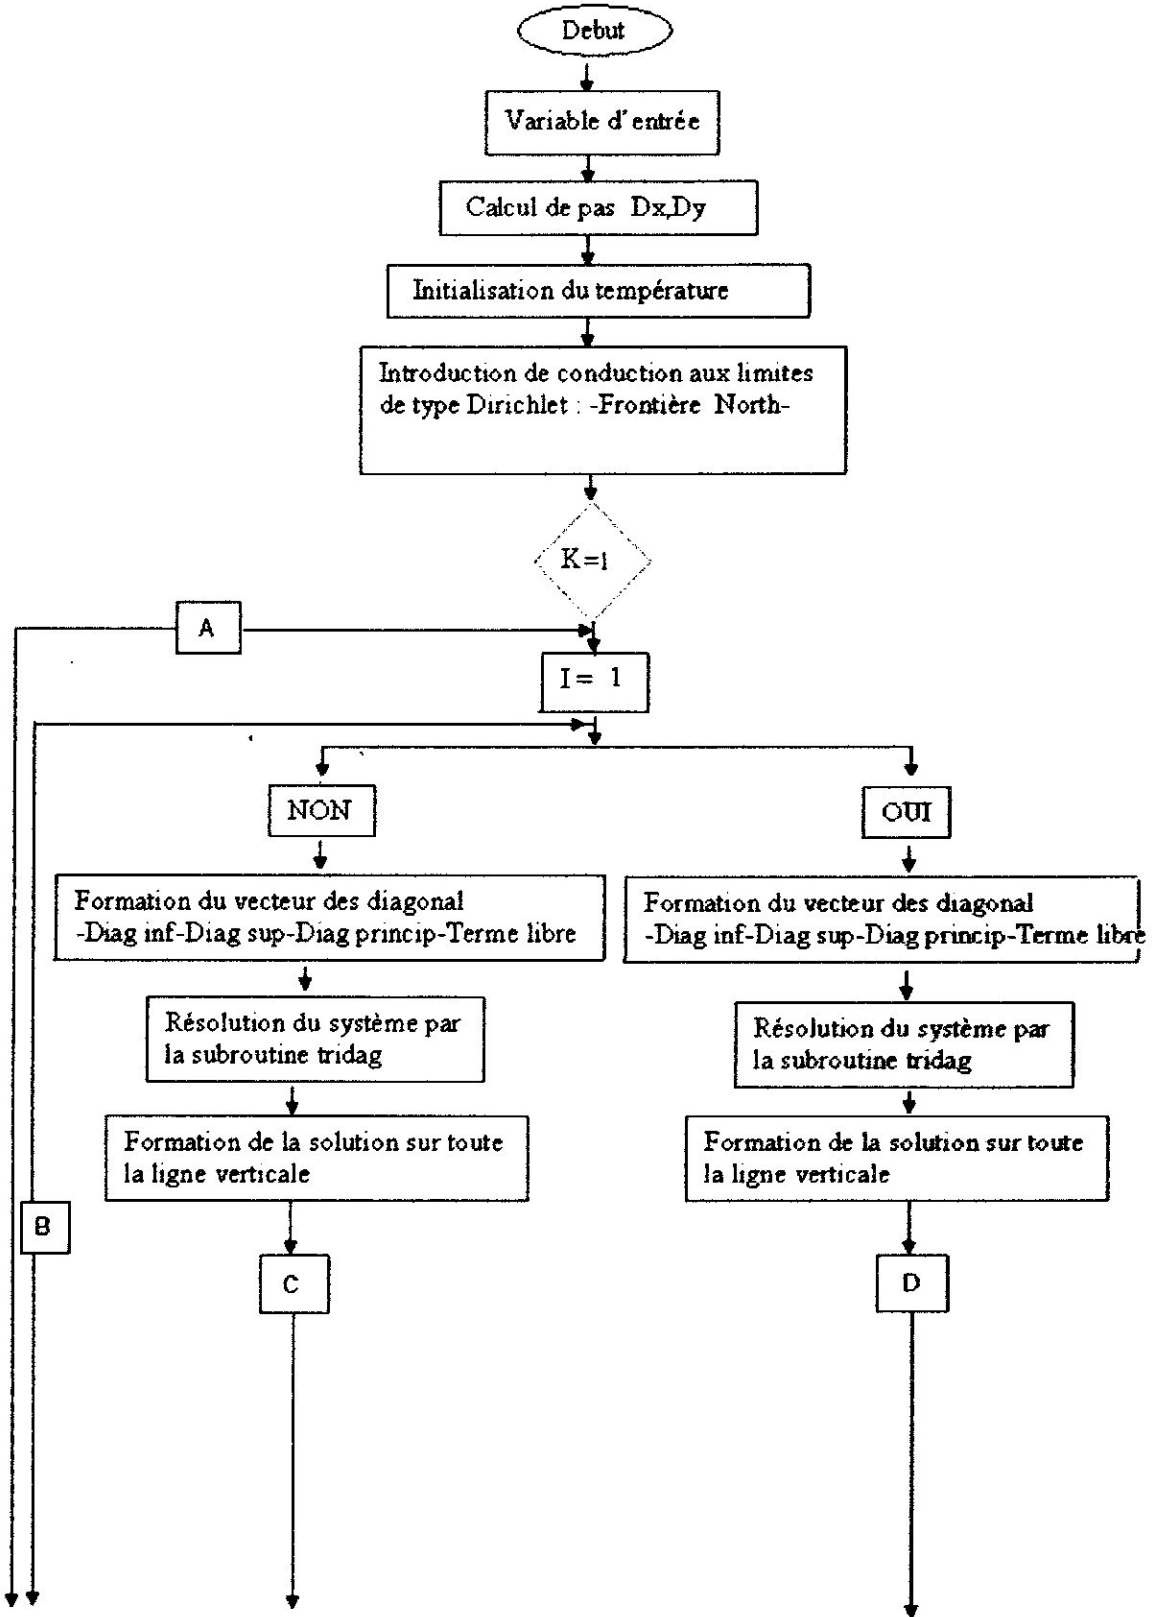 Debut
Variable d'entrée
Calcul de pas Dx,Dy
Initialisation du température
Introduction de conduction aux limites
de type Dirichlet : -Frontière North-
K=1
A
I= 1
NON
OUI
Formation du vecteur des diagonal
-Diag inf-Diag sup-Diag princip-Terme libre
Formation du vecteur des diagonal
-Diag inf-Diag sup-Diag princip-Terme libre
Résolution du système par
la subroutine tridag
Résolution du système par
la subroutine tridag
Formation de la solution sur toute
la ligne verticale
Formation de la solution sur toute
la ligne verticale
B
C
D